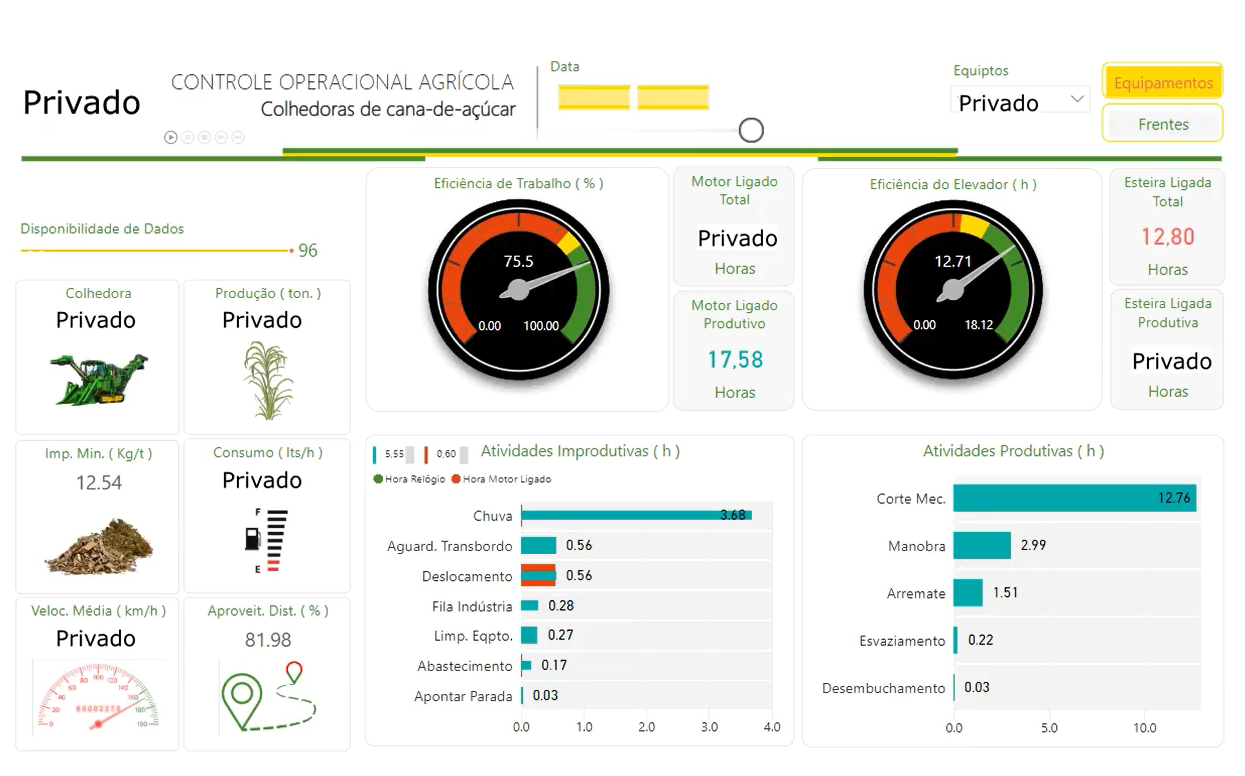 Privado
CONTROLE OPERACIONAL AGRÍCOLA
Colhedoras de cana-de-açúcar
Data
Equiptos
Privado
Equipamentos
Frentes
Disponibilidade de Dados
96
Colhedora
Privado
Produção ( ton. )
Privado
Imp. Min. ( Kg/t )
12.54
Consumo ( lts/h )
Privado
F
E
Veloc. Média ( km/h )
Privado
Aproveit. Dist. ( % )
81.98
Eficiência de Trabalho ( % )
75.5
0.00
100.00
Motor Ligado
Total
Privado
Horas
Motor Ligado
Produtivo
17,58
Horas
Eficiência do Elevador ( h )
12.71
0.00
18.12
Esteira Ligada
Total
12,80
Horas
Esteira Ligada
Produtiva
Privado
Horas
5,55
0,60
Atividades Improdutivas ( h )
Hora Relógio
Hora Motor Ligado
Chuva
3.68
Aguard. Transbordo
0.56
Deslocamento
0.56
Fila Indústria
0.28
Limp. Eqpto.
0.27
Abastecimento
0.17
Apontar Parada
0.03
0.0 1.0 2.0 3.0 4.0
Atividades Produtivas ( h )
Corte Mec.
12.76
Manobra
2.99
Arremate
1.51
Esvaziamento
0.22
Desembuchamento
0.03
0.0 5.0 10.0